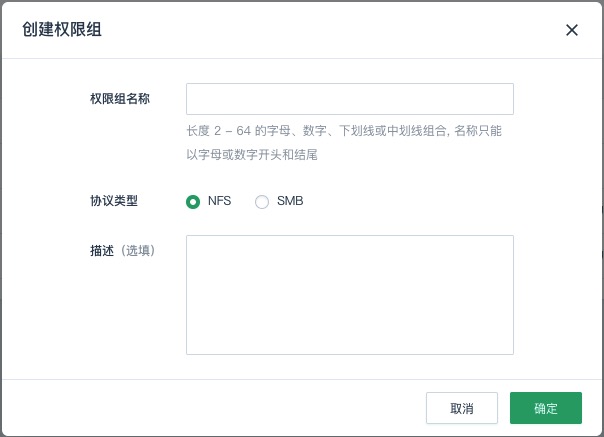 创建权限组
权限组名称
长度 2 – 64 的字母、数字、下划线或中划线组合, 名称只能
以字母或数字开头和结尾
协议类型 NFS SMB
描述（选填）
取消 确定